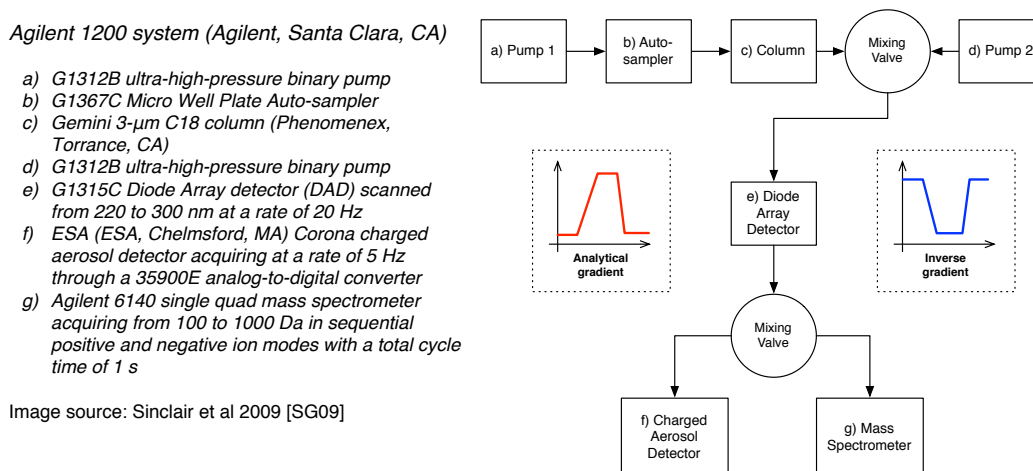 Agilent 1200 system (Agilent, Santa Clara, CA)
a) G1312B ultra-high-pressure binary pump
b) G1367C Micro Well Plate Auto-sampler
c) Gemini 3-μm C18 column (Phenomenex,
Torrance, CA)
d) G1312B ultra-high-pressure binary pump
e) G1315C Diode Array detector (DAD) scanned
from 220 to 300 nm at a rate of 20 Hz
f) ESA (ESA, Chelmsford, MA) Corona charged
aerosol detector acquiring at a rate of 5 Hz
through a 35900E analog-to-digital converter
g) Agilent 6140 single quad mass spectrometer
acquiring from 100 to 1000 Da in sequential
positive and negative ion modes with a total cycle
time of 1 s
Image source: Sinclair et al 2009 [SG09]
a) Pump 1
b) Auto-
sampler
c) Column
Mixing
Valve
d) Pump 2
Analytical
gradient
e) Diode
Array
Detector
Inverse
gradient
Mixing
Valve
f) Charged
Aerosol
Detector
g) Mass
Spectrometer